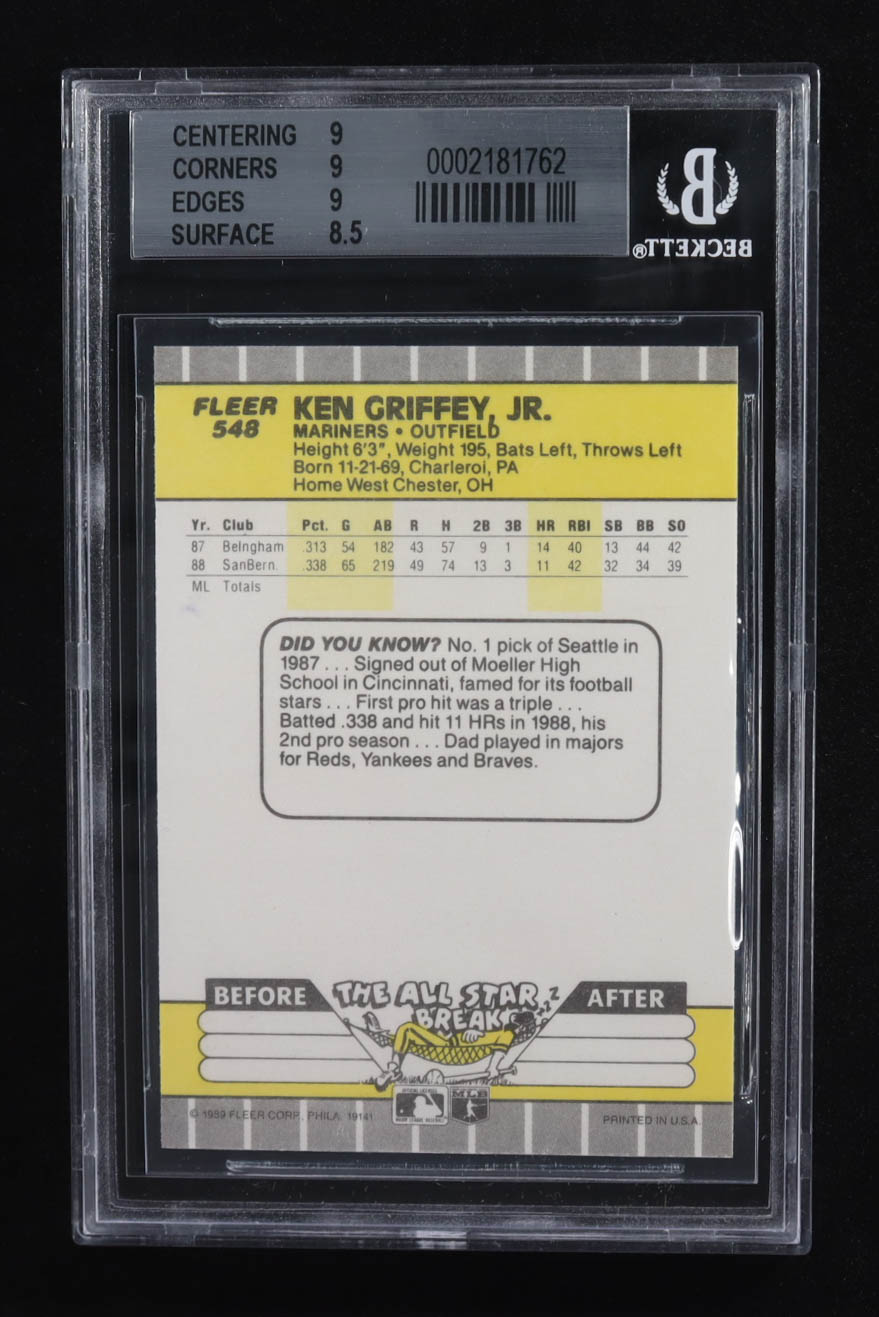 CENTERING 9
CORNERS 9
EDGES 9
SURFACE 8.5
0002181762
B
BECKETT®
FLEER
548
KEN GRIFFEY, JR.
MARINERS • OUTFIELD
Height 6'3", Weight 195, Bats Left, Throws Left
Born 11-21-69, Charleroi, PA
Home West Chester, OH
Yr. Club Pct. G AB R H 2B 3B HR RBI SB BB SO
87 Belngham .313 54 182 43 57 9 1 14 40 13 44 42
88 SanBern. .338 65 219 49 74 13 3 11 42 32 34 39
ML Totals
DID YOU KNOW? No. 1 pick of Seattle in
1987 . . . Signed out of Moeller High
School in Cincinnati, famed for its football
stars . . . First pro hit was a triple . . .
Batted .338 and hit 11 HRs in 1988, his
2nd pro season . . . Dad played in majors
for Reds, Yankees and Braves.
BEFORE
THE ALL STAR
BREAK
zzz
AFTER
MLB
© 1989 FLEER CORP., PHILA. 19141
PRINTED IN U.S.A.